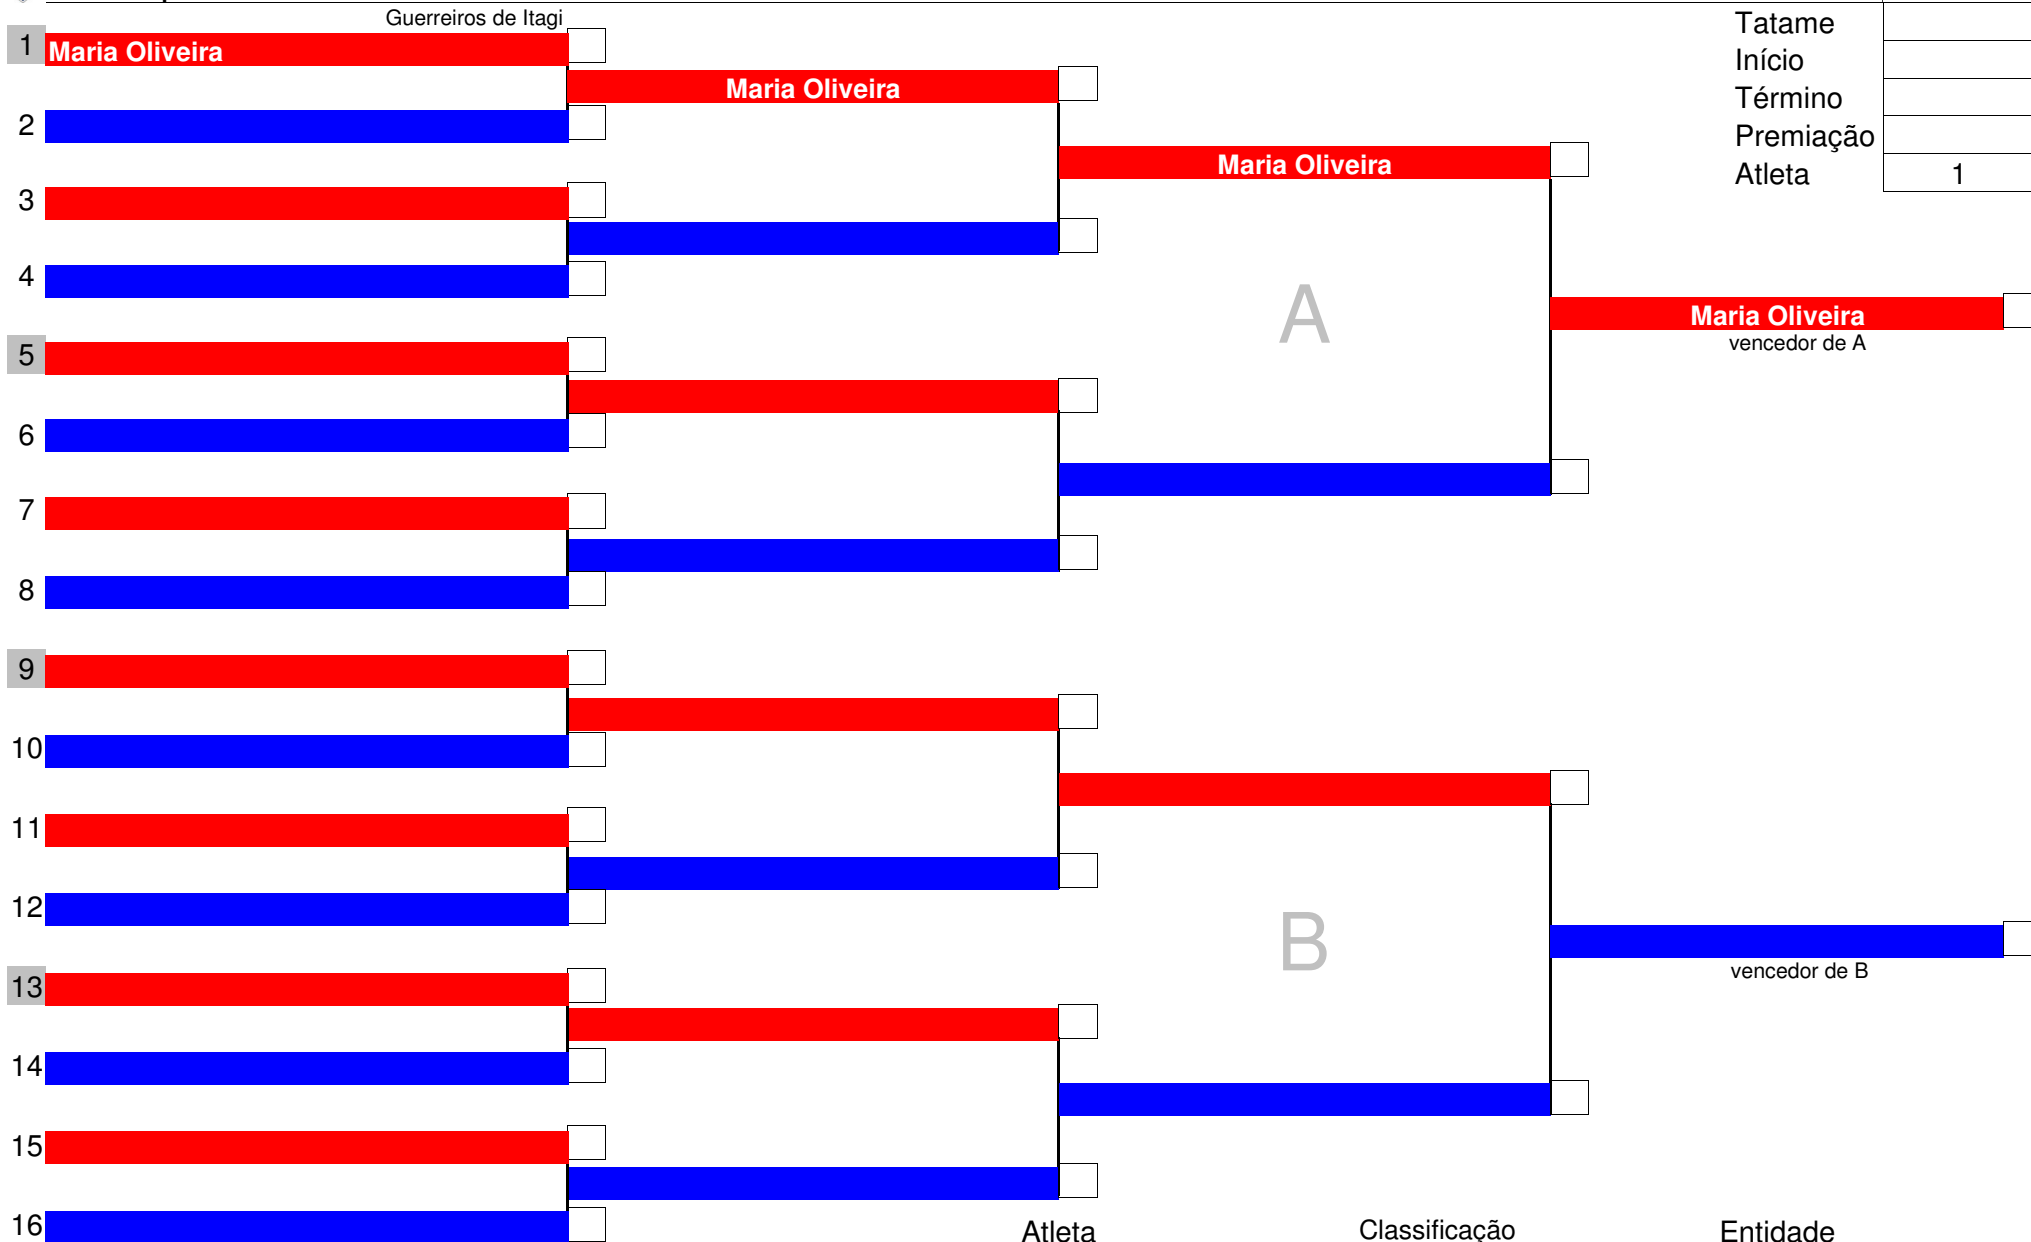 Guerreiros de Itagi
Tatame
1 Maria Oliveira
Início
Maria Oliveira
Término
2
Premiação
Maria Oliveira
Atleta 1
3
4
A
Maria Oliveira
vencedor de A
5
6
7
8
9
10
11
12
B
vencedor de B
13
14
15
16
Atleta Classificação Entidade